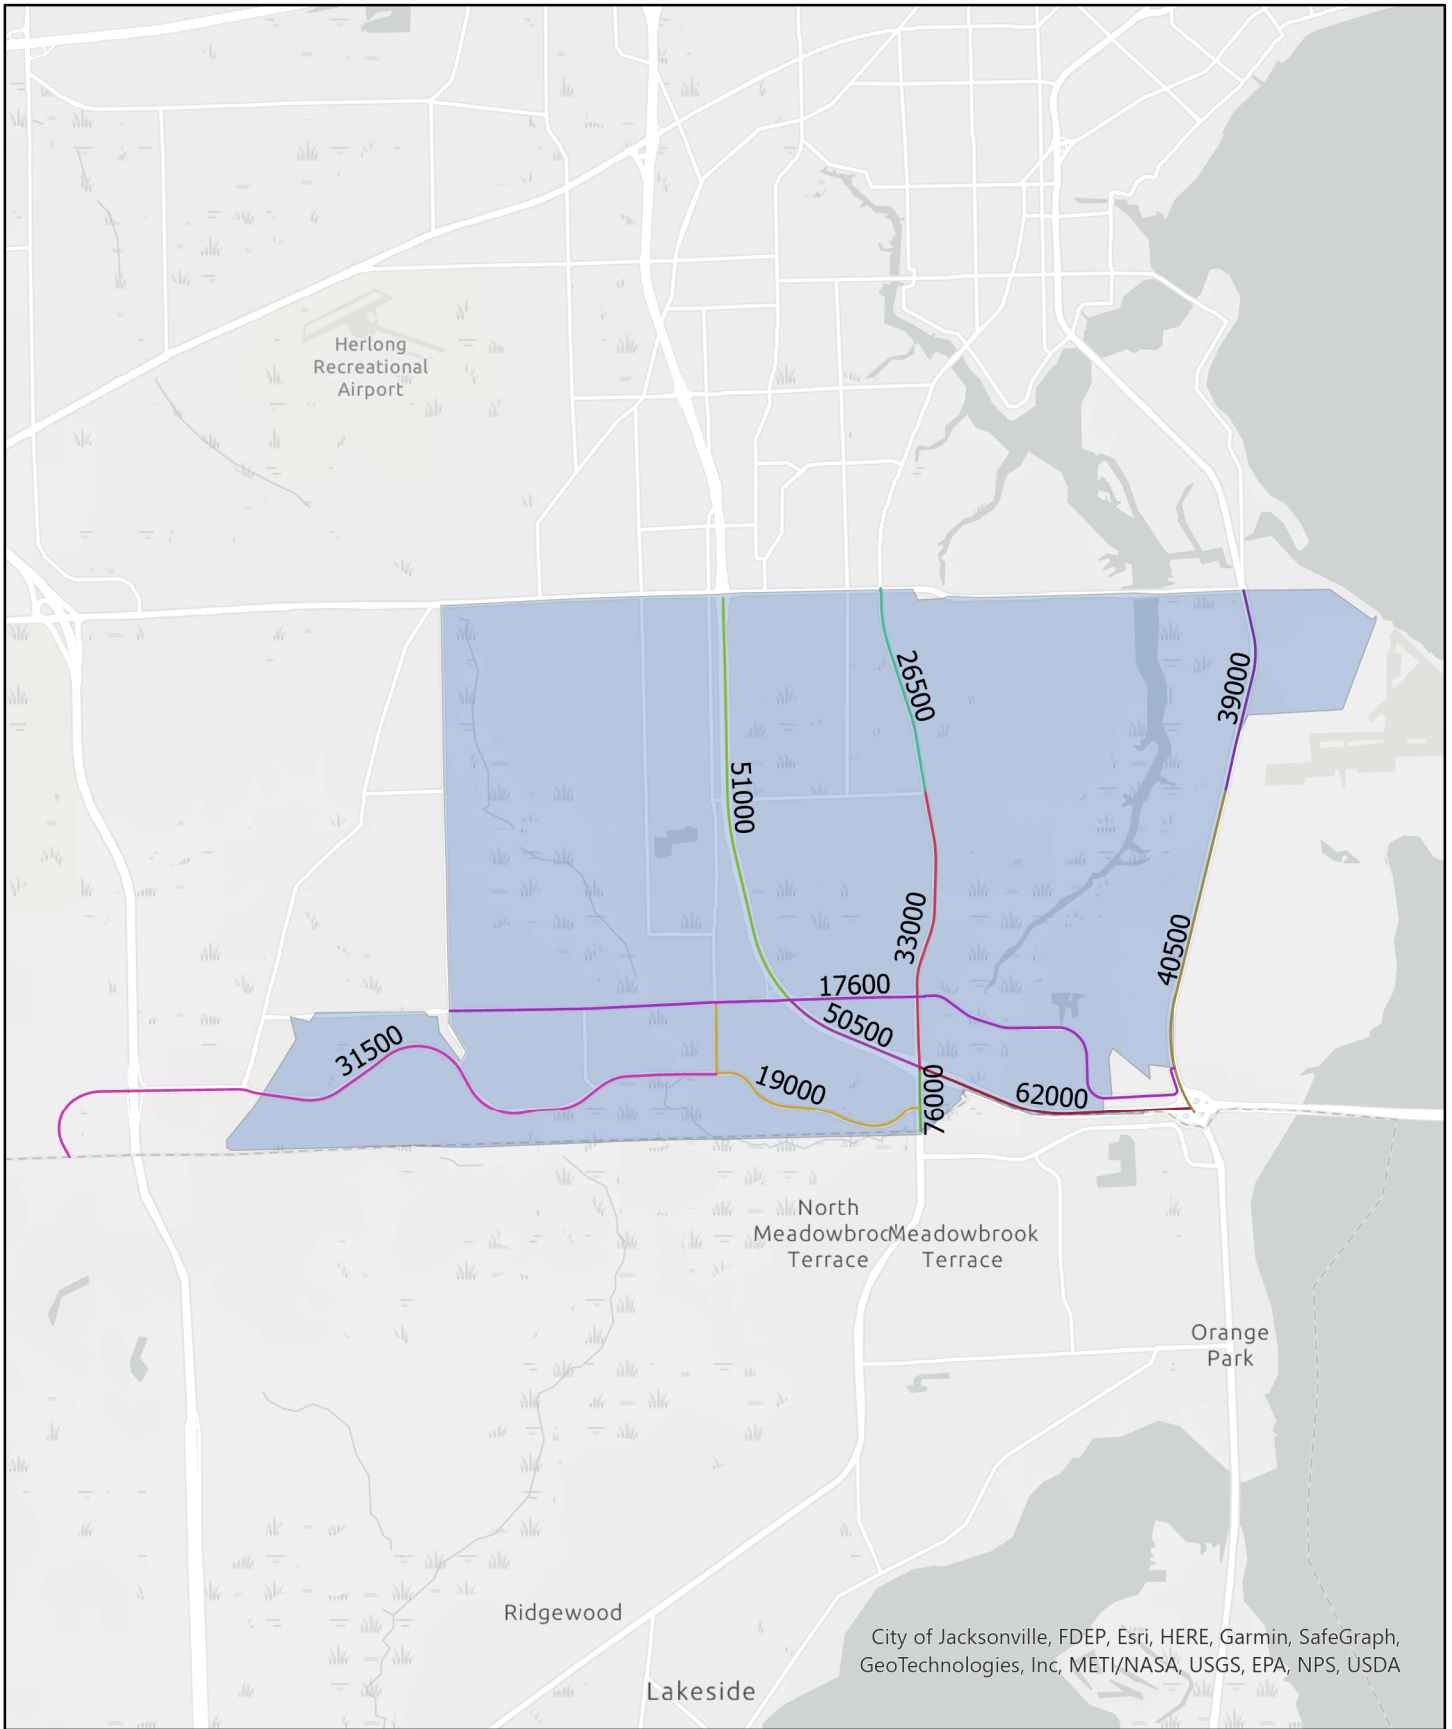 Herlong
Recreational
Airport
26500
39000
51000
33000
40500
17600
50500
31500
19000
76000
62000
North
Meadowbrook
Terrace
Meadowbrook
Terrace
Orange
Park
Ridgewood
City of Jacksonville, FDEP, Esri, HERE, Garmin, SafeGraph,
GeoTechnologies, Inc, METI/NASA, USGS, EPA, NPS, USDA
Lakeside